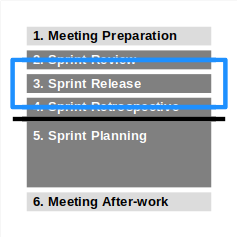 1. Meeting Preparation
2. Sprint Review
3. Sprint Release
4. Sprint Retrospective
5. Sprint Planning
6. Meeting After-work